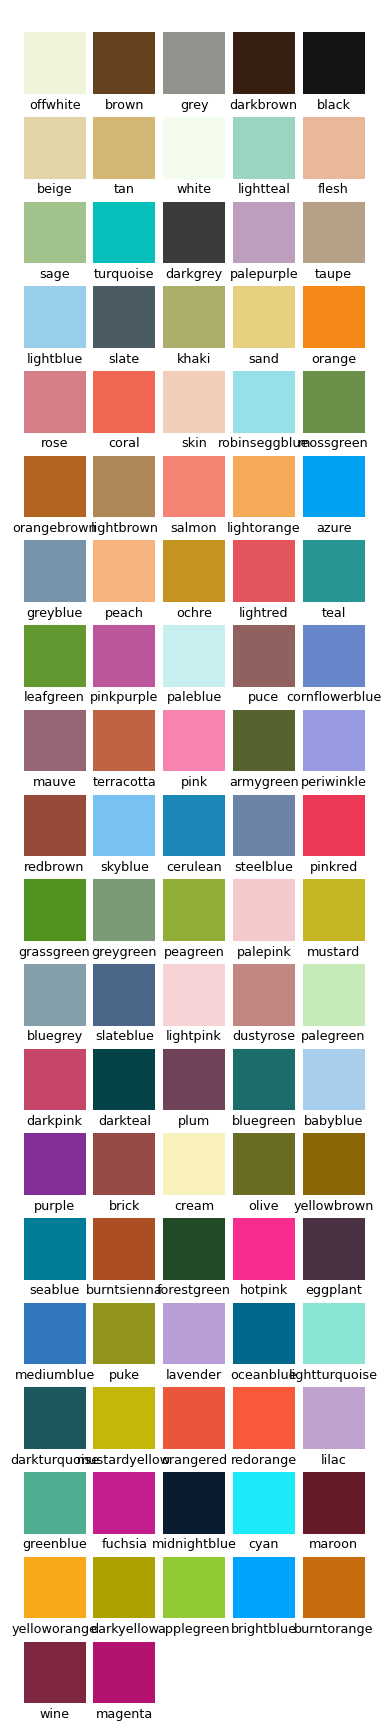 offwhite brown grey darkbrown black
beige tan white lightteal flesh
sage turquoise darkgrey palepurple taupe
lightblue slate khaki sand orange
rose coral skin robinseggblue mossgreen
orangebrown lightbrown salmon lightorange azure
greyblue peach ochre lightred teal
leafgreen pinkpurple paleblue puce cornflowerblue
mauve terracotta pink armygreen periwinkle
redbrown skyblue cerulean steelblue pinkred
grassgreen greygreen peagreen palepink mustard
bluegrey slateblue lightpink dustyrose palegreen
darkpink darkteal plum bluegreen babyblue
purple brick cream olive yellowbrown
seablue burntsienna forestgreen hotpink eggplant
mediumblue puke lavender oceanblue lightturquoise
darkturquoise mustardyellow orangered redorange lilac
greenblue fuchsia midnightblue cyan maroon
yelloworange darkyellow applegreen brightblue burntorange
wine magenta